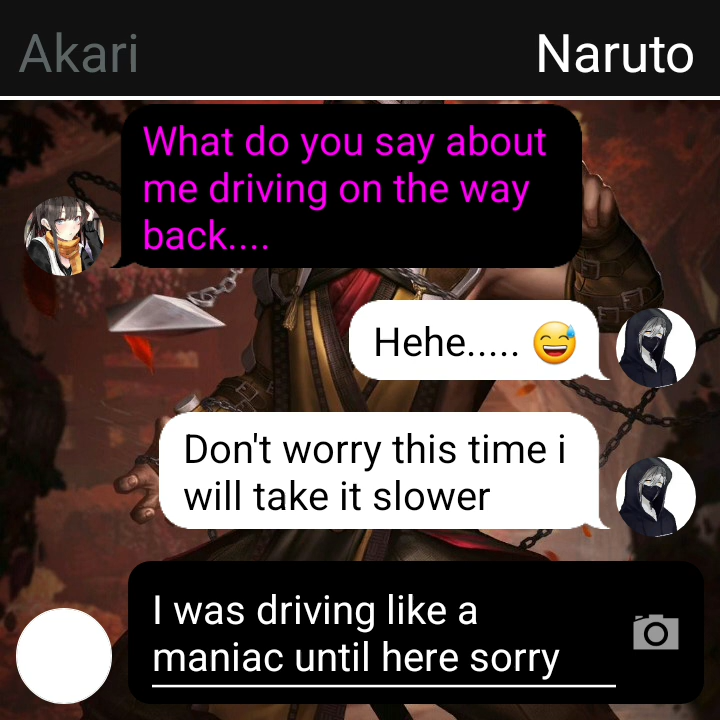 Akari
Naruto
What do you say about
me driving on the way
back....
Hehe..... 😅
Don't worry this time i
will take it slower
I was driving like a
maniac until here sorry